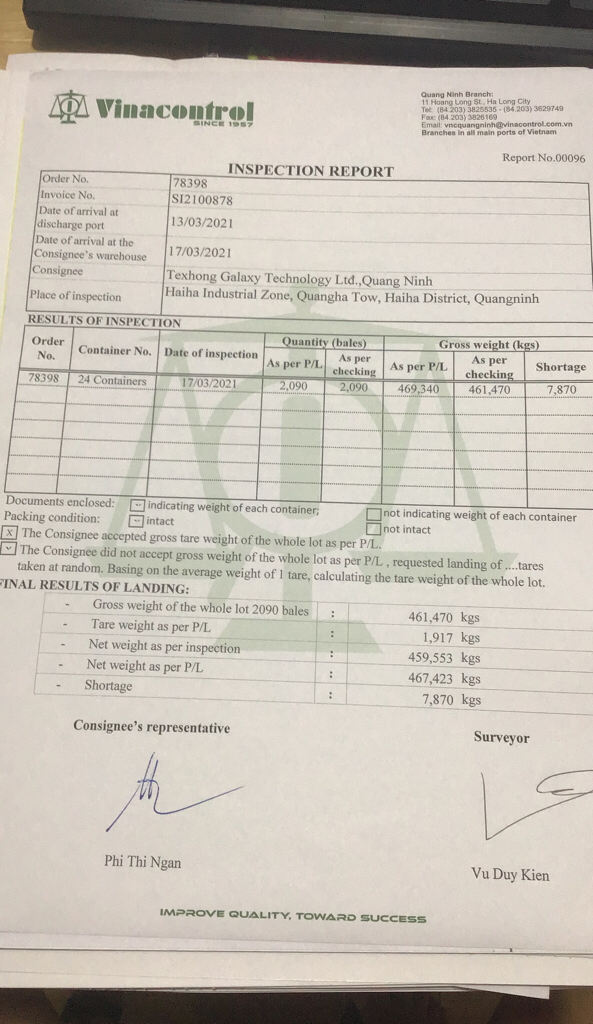 Vinacontrol
SINCE 1957
Quang Ninh Branch:
11 Hoang Long St., Ha Long City
Tel: (84.203) 3825535 - (84.203) 3629749
Fax: (84.203) 3826169
Email: vncquangninh@vinacontrol.com.vn
Branches in all main ports of Vietnam
Report No.00096
INSPECTION REPORT
Order No. 78398
Invoice No. SI2100878
Date of arrival at discharge port 13/03/2021
Date of arrival at the Consignee's warehouse 17/03/2021
Consignee Texhong Galaxy Technology Ltd.,Quang Ninh
Place of inspection Haiha Industrial Zone, Quangha Tow, Haiha District, Quangninh
RESULTS OF INSPECTION
Order No. Container No. Date of inspection Quantity (bales) Gross weight (kgs)
As per P/L As per checking As per P/L As per checking Shortage
78398 24 Containers 17/03/2021 2,090 2,090 469,340 461,470 7,870
Documents enclosed: indicating weight of each container; not indicating weight of each container
Packing condition: intact not intact
x The Consignee accepted gross tare weight of the whole lot as per P/L.
The Consignee did not accept gross weight of the whole lot as per P/L , requested landing of ....tares
taken at random. Basing on the average weight of 1 tare, calculating the tare weight of the whole lot.
FINAL RESULTS OF LANDING:
- Gross weight of the whole lot 2090 bales : 461,470 kgs
- Tare weight as per P/L : 1,917 kgs
- Net weight as per inspection : 459,553 kgs
- Net weight as per P/L : 467,423 kgs
- Shortage : 7,870 kgs
Consignee's representative
Surveyor
Phi Thi Ngan
Vu Duy Kien
IMPROVE QUALITY, TOWARD SUCCESS